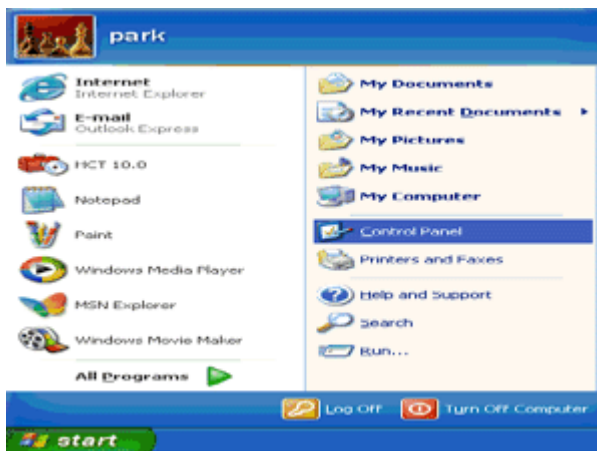 park
Internet
Internet Explorer
E-mail
Outlook Express
HCT 10.0
Notepad
Paint
Windows Media Player
MSN Explorer
Windows Movie Maker
All Programs
My Documents
My Recent Documents
My Pictures
My Music
My Computer
Control Panel
Printers and Faxes
Help and Support
Search
Run...
Log Off
Turn Off Computer
start